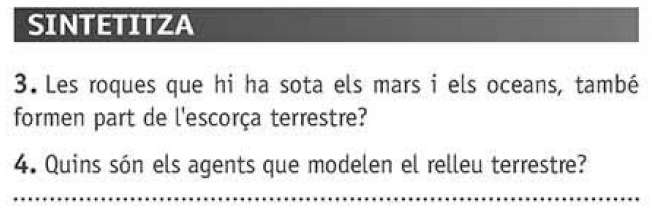 SINTETITZA
3. Les roques que hi ha sota els mars i els oceans, també
formen part de l'escorça terrestre?
4. Quins són els agents que modelen el relleu terrestre?